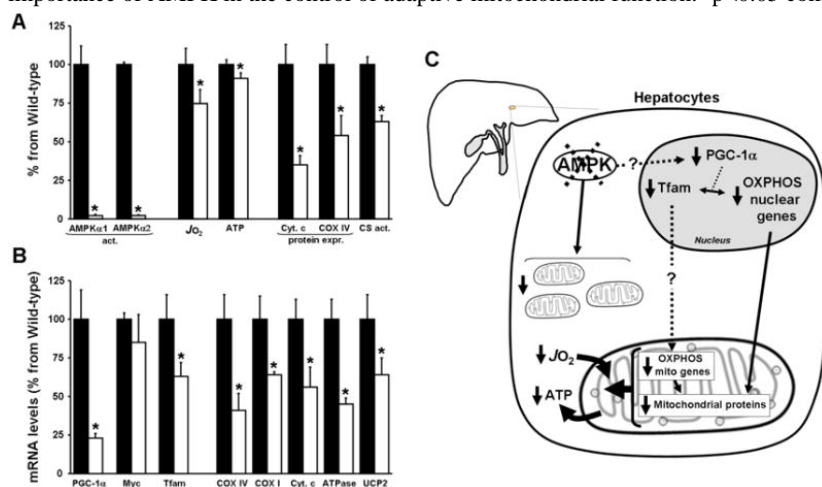 importance of AMPK in the control of adaptive mitochondrial function.
A
% from Wild-type
125
100
75
50
25
0
AMPKα1 AMPKα2 JO2 ATP Cyt. c COX IV CS act.
act. protein expr.
* * * * * * *
B
mRNA levels (% from Wild-type)
125
100
75
50
25
0
PGC-1α Myc Tfam COX IV COX I Cyt. c ATPase UCP2
* * * * * * *
C
Hepatocytes
AMPK ? PGC-1α
Tfam OXPHOS
nuclear
genes
Nucleus
?
JO2
OXPHOS
mito genes
ATP
Mitochondrial proteins